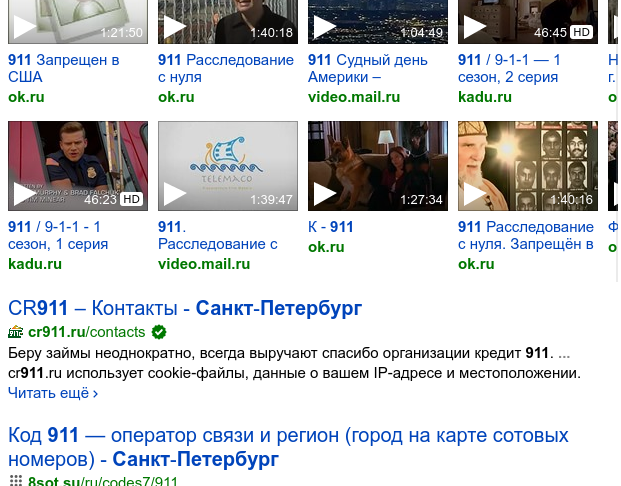 1:21:50
1:40:18
1:04:49
46:45 HD
911 Запрещен в США
911 Расследование с нуля
911 Судный день Америки –
911 / 9-1-1 — 1 сезон, 2 серия
ok.ru
ok.ru
video.mail.ru
kadu.ru
MURPHY & BRAD FALCHUK
TIM MINEAR
46:23 HD
TELEMACO
1:39:47
1:27:34
1:40:16
911 / 9-1-1 - 1 сезон, 1 серия
911. Расследование с
К - 911
911 Расследование с нуля. Запрещён в
kadu.ru
video.mail.ru
ok.ru
ok.ru
CR911 – Контакты - Санкт-Петербург
cr911.ru/contacts
Беру займы неоднократно, всегда выручают спасибо организации кредит 911. ...
cr911.ru использует cookie-файлы, данные о вашем IP-адресе и местоположении.
Читать ещё ›
Код 911 — оператор связи и регион (город на карте сотовых
номеров) - Санкт-Петербург
8sot.su/ru/codes7/911